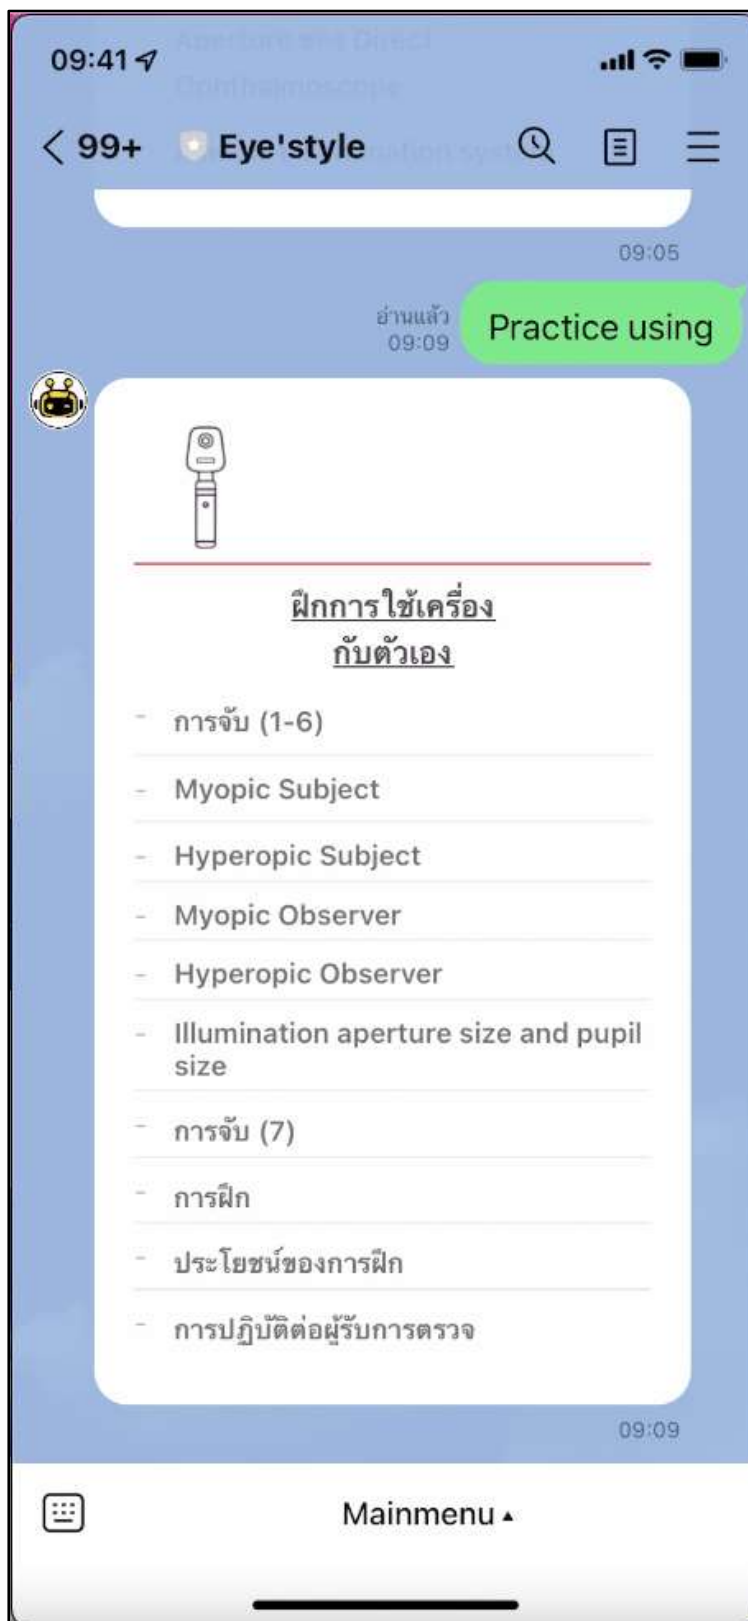 Aperture and Direct
09:41
Ophthalmoscope
99+ Eye'style
09:05
อ่านแล้ว
09:09
Practice using
ฝึกการใช้เครื่อง
กับตัวเอง
- การจับ (1-6)
- Myopic Subject
- Hyperopic Subject
- Myopic Observer
- Hyperopic Observer
- Illumination aperture size and pupil
size
- การจับ (7)
- การฝึก
- ประโยชน์ของการฝึก
- การปฏิบัติต่อผู้รับการตรวจ
09:09
Mainmenu